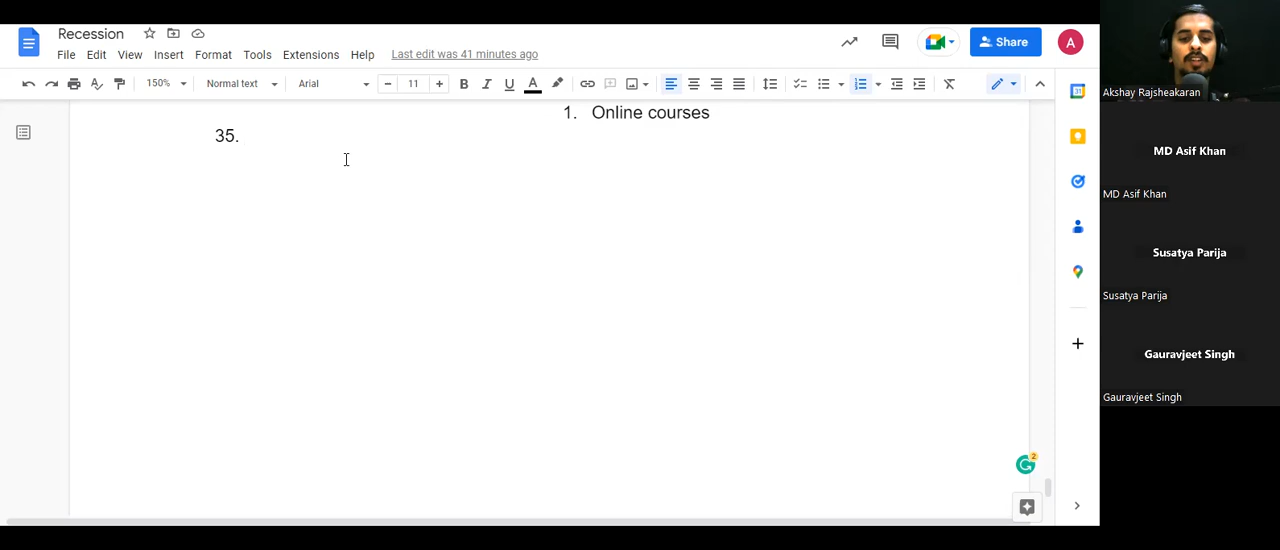 Recession
File Edit View Insert Format Tools Extensions Help Last edit was 41 minutes ago
Share
A
150% Normal text Arial 11 B I U A
1. Online courses
35.
2
Akshay Rajsheakaran
MD Asif Khan
MD Asif Khan
Susatya Parija
Susatya Parija
Gauravjeet Singh
Gauravjeet Singh